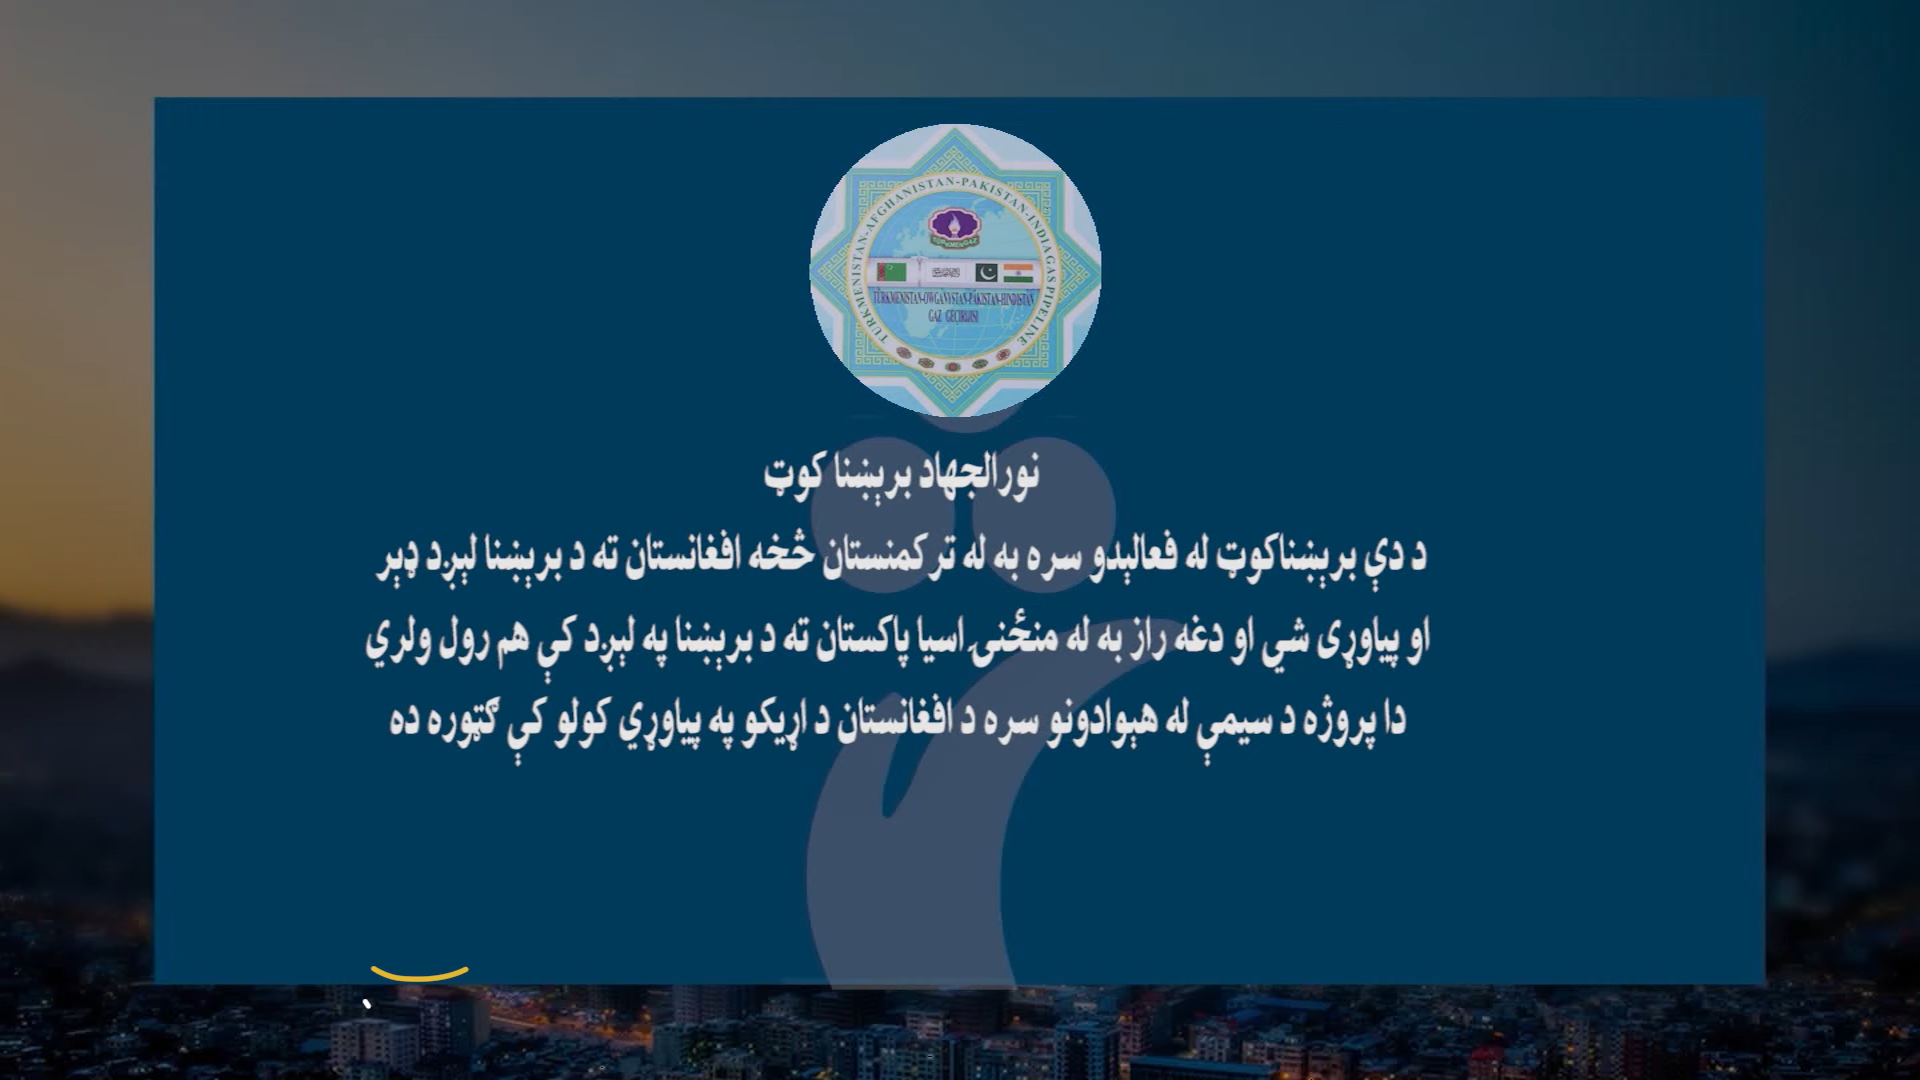 TURKMENISTAN-AFGHANISTAN-PAKISTAN-INDIA GAS PIPELINE
TÜRKMENGAZ
TÜRKMENISTAN-OWGANYSTAN-PAKISTAN-HINDISTAN
GAZ GEÇIRIJISI
نورالجهاد برېښنا کوټ
د دې برېښناکوټ له فعالېدو سره به له ترکمنستان څخه افغانستان ته د برېښنا لېږد ډېر
او پیاوړی شي او دغه راز به له منځنۍ اسیا پاکستان ته د برېښنا په لېږد کې هم رول ولري
دا پروژه د سیمې له هېوادونو سره د افغانستان د اړیکو په پیاوړي کولو کې ګټوره ده